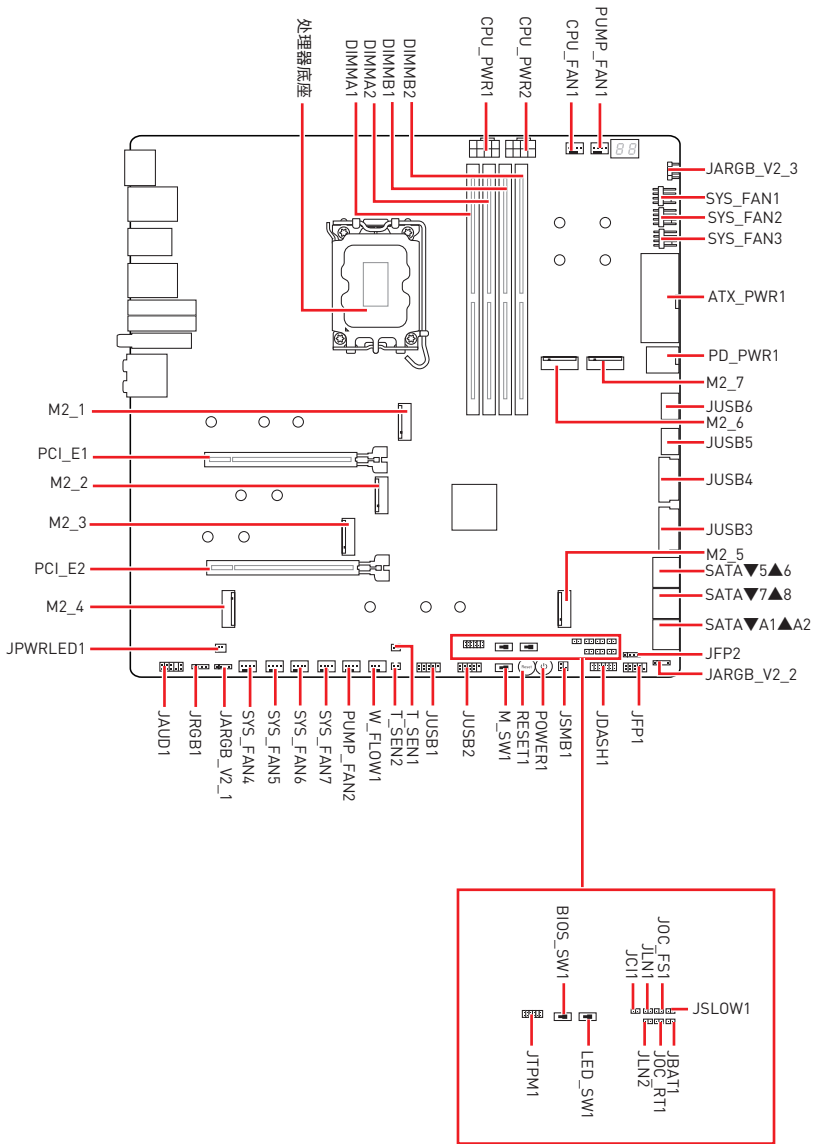 处理器底座
DIMMA1
DIMMA2
DIMMB1
DIMMB2
CPU_PWR1
CPU_PWR2
CPU_FAN1
PUMP_FAN1
88
JARGB_V2_3
SYS_FAN1
SYS_FAN2
SYS_FAN3
ATX_PWR1
PD_PWR1
M2_7
JUSB6
M2_6
JUSB5
JUSB4
JUSB3
M2_5
SATA▼5▲6
SATA▼7▲8
SATA▼A1▲A2
JFP2
JARGB_V2_2
M2_1
PCI_E1
M2_2
M2_3
PCI_E2
M2_4
JPWRLED1
Reset
JAUD1
JRGB1
JARGB_V2_1
SYS_FAN4
SYS_FAN5
SYS_FAN6
SYS_FAN7
PUMP_FAN2
W_FLOW1
T_SEN2
T_SEN1
JUSB1
JUSB2
M_SW1
RESET1
POWER1
JSMB1
JDASH1
JFP1
BIOS_SW1
JCI1
JLN1
JOC_FS1
JSLOW1
JTPM1
LED_SW1
JLN2
JOC_RT1
JBAT1